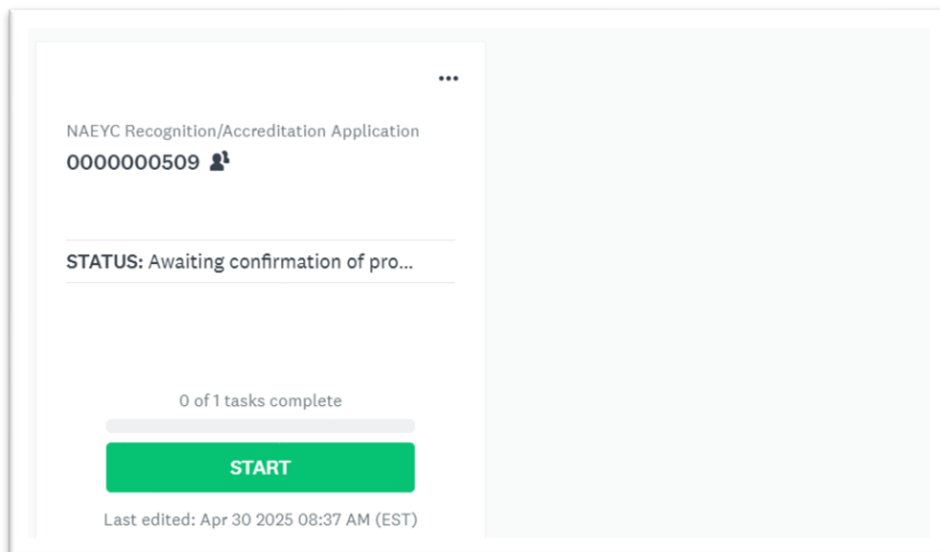 NAEYC Recognition/Accreditation Application
0000000509
STATUS: Awaiting confirmation of pro...
0 of 1 tasks complete
START
Last edited: Apr 30 2025 08:37 AM (EST)